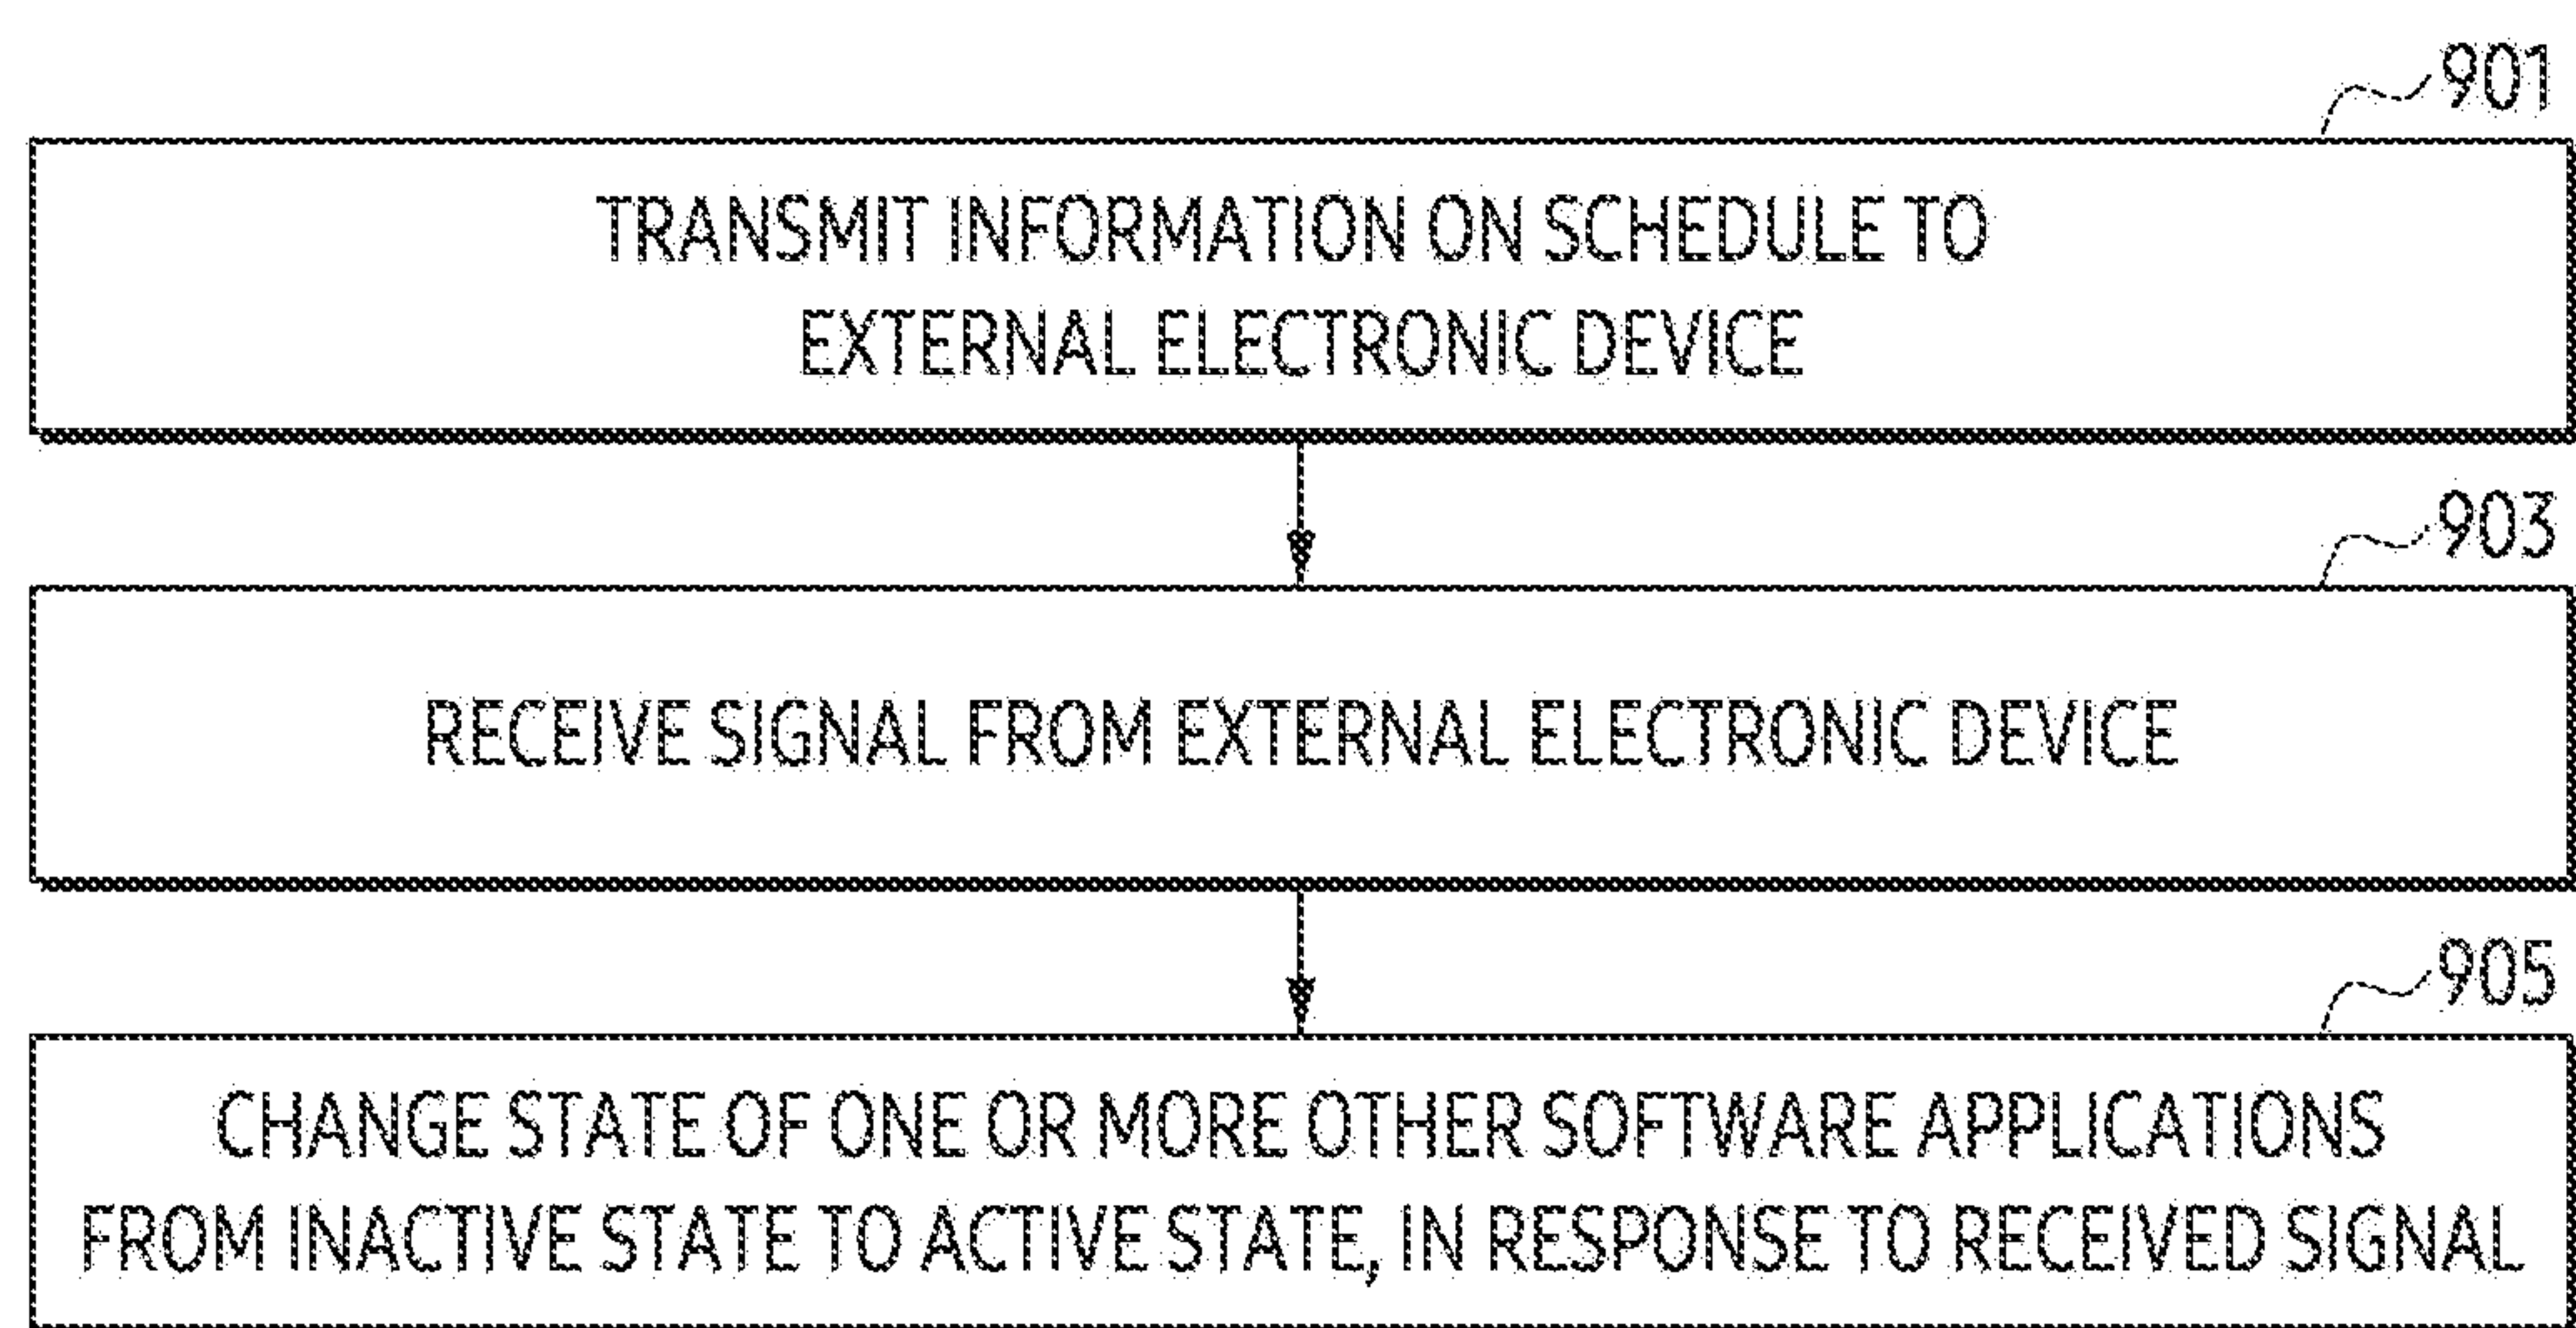 901
TRANSMIT INFORMATION ON SCHEDULE TO
EXTERNAL ELECTRONIC DEVICE
903
RECEIVE SIGNAL FROM EXTERNAL ELECTRONIC DEVICE
905
CHANGE STATE OF ONE OR MORE OTHER SOFTWARE APPLICATIONS
FROM INACTIVE STATE TO ACTIVE STATE, IN RESPONSE TO RECEIVED SIGNAL